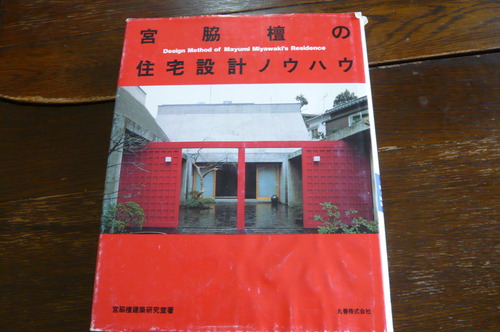 宮脇檀の
Design Method of Mayumi Miyawaki's Residence
住宅設計ノウハウ
宮脇檀建築研究室著
丸善株式会社